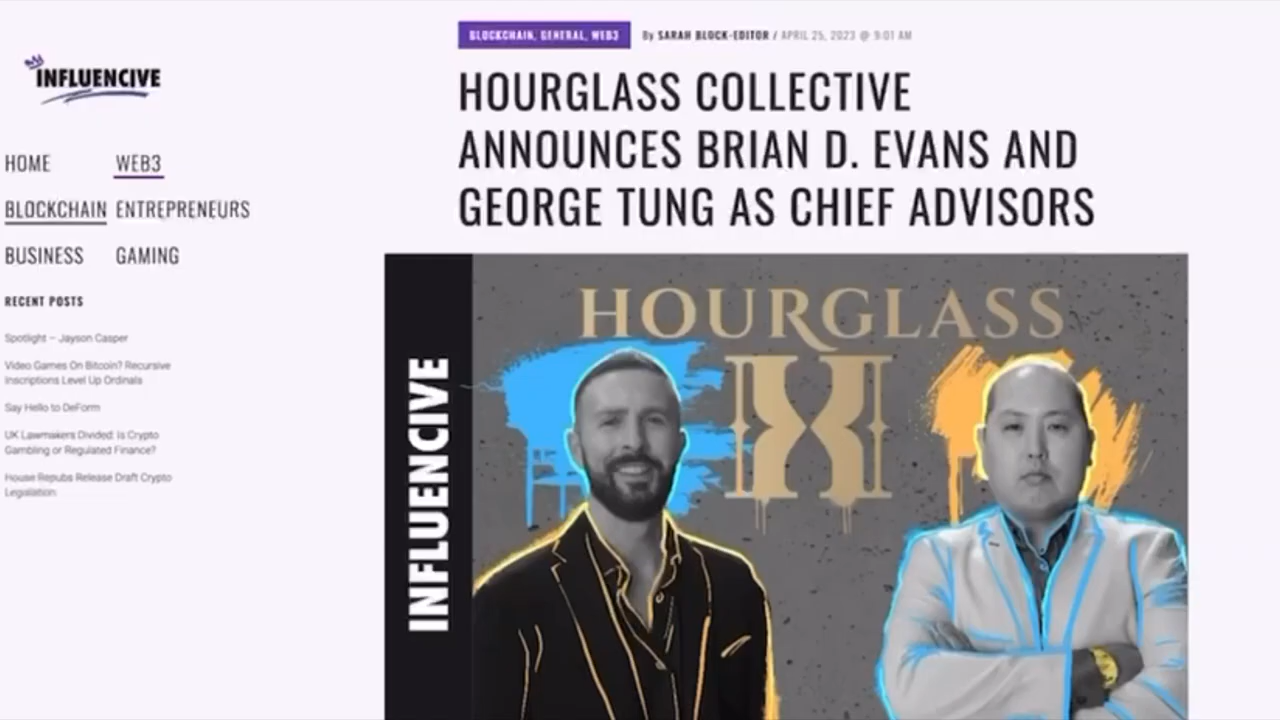 INFLUENCIVE
HOME
WEB3
BLOCKCHAIN
ENTREPRENEURS
BUSINESS
GAMING
RECENT POSTS
Spotlight – Jayson Casper
Video Games On Bitcoin? Recursive
Inscriptions Level Up Ordinals
Say Hello to DeForm
UK Lawmakers Divided: Is Crypto
Gambling or Regulated Finance?
House Repubs Release Draft Crypto
Legislation
BLOCKCHAIN, GENERAL, WEB3
By SARAH BLOCK-EDITOR / APRIL 25, 2023 @ 9:01 AM
HOURGLASS COLLECTIVE
ANNOUNCES BRIAN D. EVANS AND
GEORGE TUNG AS CHIEF ADVISORS
INFLUENCIVE
HOURGLASS